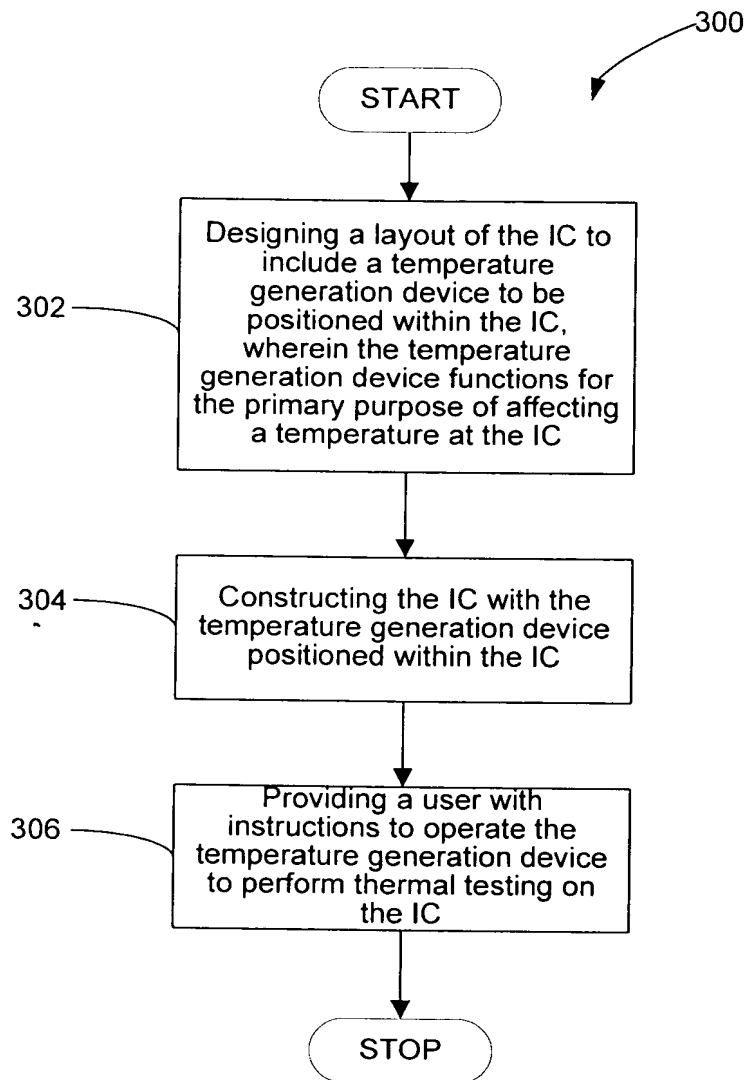 300
START
302
Designing a layout of the IC to
include a temperature
generation device to be
positioned within the IC,
wherein the temperature
generation device functions for
the primary purpose of affecting
a temperature at the IC
304
Constructing the IC with the
temperature generation device
positioned within the IC
306
Providing a user with
instructions to operate the
temperature generation device
to perform thermal testing on
the IC
STOP